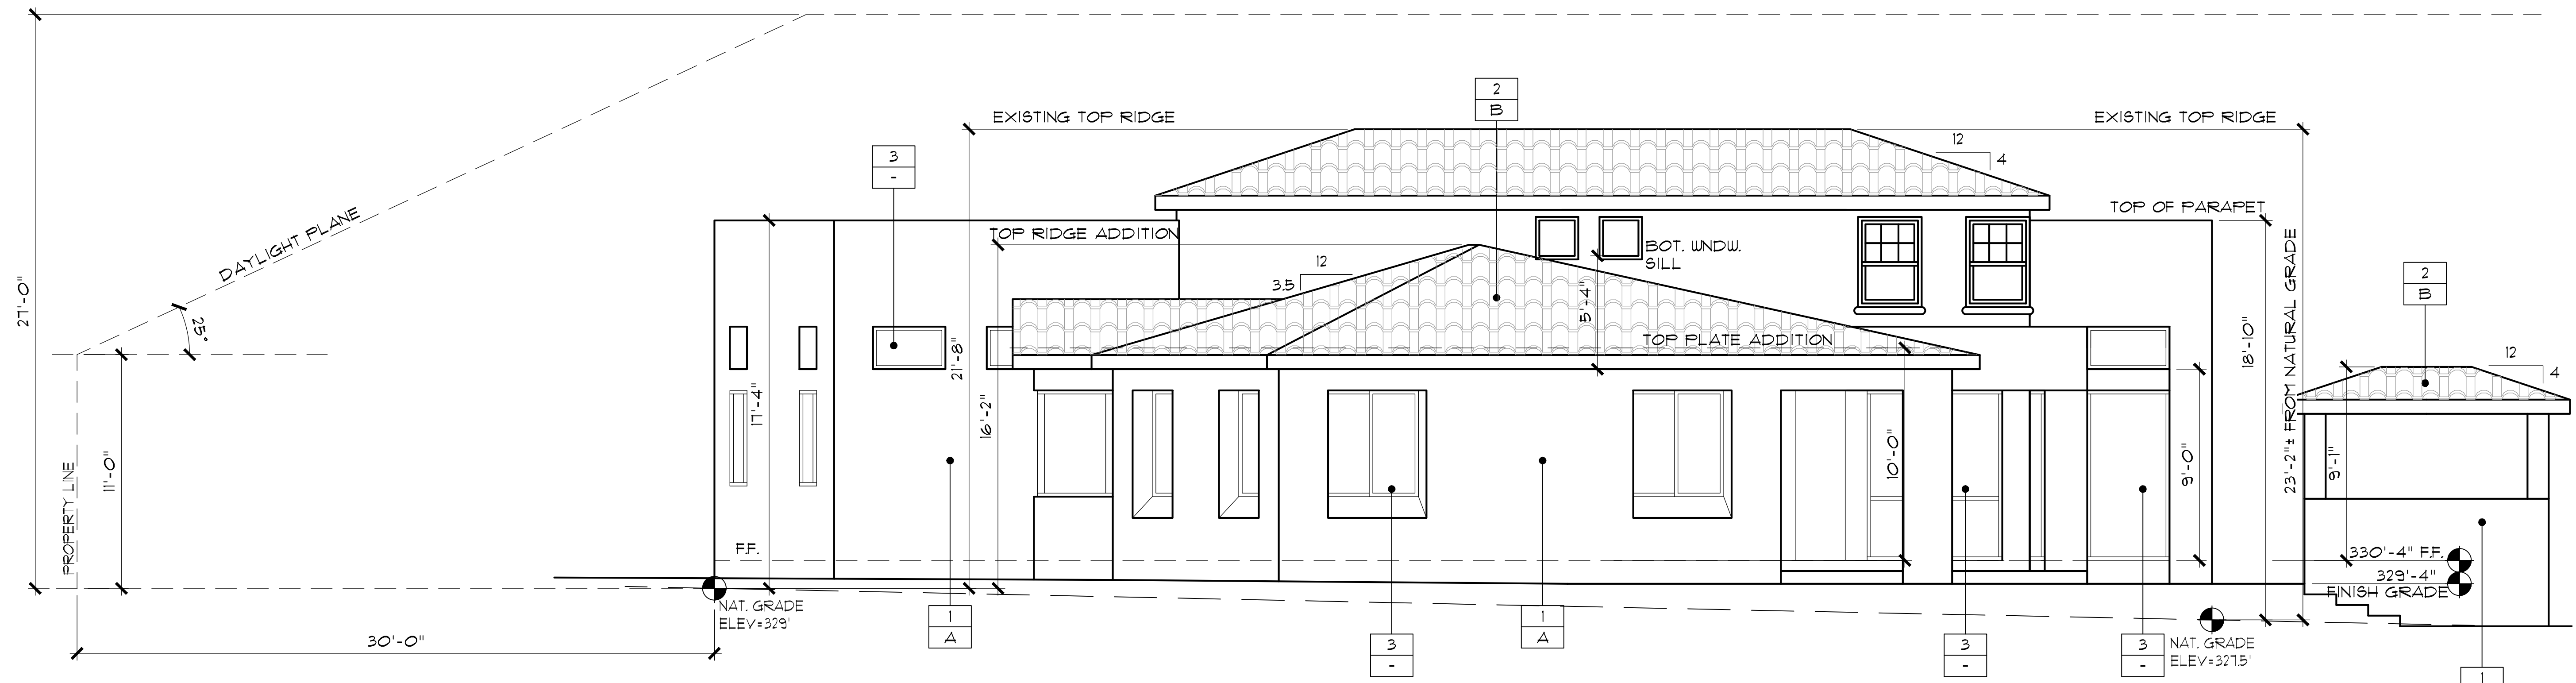 27'-0"
DAYLIGHT PLANE
25°
PROPERTY LINE
11'-0"
30'-0"
EXISTING TOP RIDGE
3
-
2
B
EXISTING TOP RIDGE
12
4
TOP OF PARAPET
TOP RIDGE ADDITION
12
3.5
BOT. WNDW.
SILL
5'-4"
TOP PLATE ADDITION
17'-4"
21'-8"
16'-2"
10'-0"
9'-0"
18'-10"
23'-2"± FROM NATURAL GRADE
2
B
12
4
9'-1"
F.F.
330'-4" F.F.
329'-4"
FINISH GRADE
NAT. GRADE
ELEV=329'
1
A
3
-
1
A
3
-
3
-
NAT. GRADE
ELEV=327.5'
1